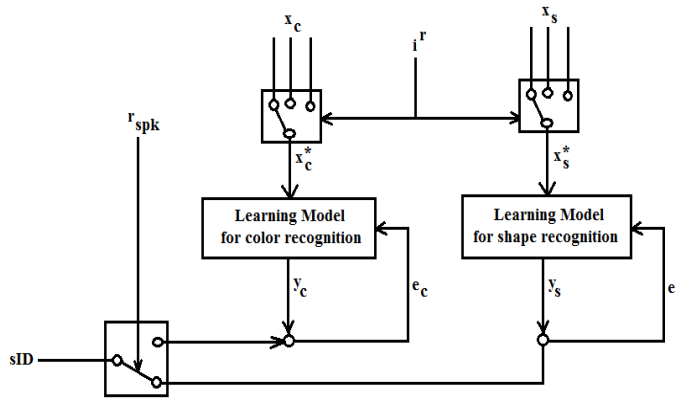 x_c
x_s
i^r
r_spk
x_c^*
x_s^*
Learning Model
for color recognition
Learning Model
for shape recognition
y_c
e_c
y_s
e
sID